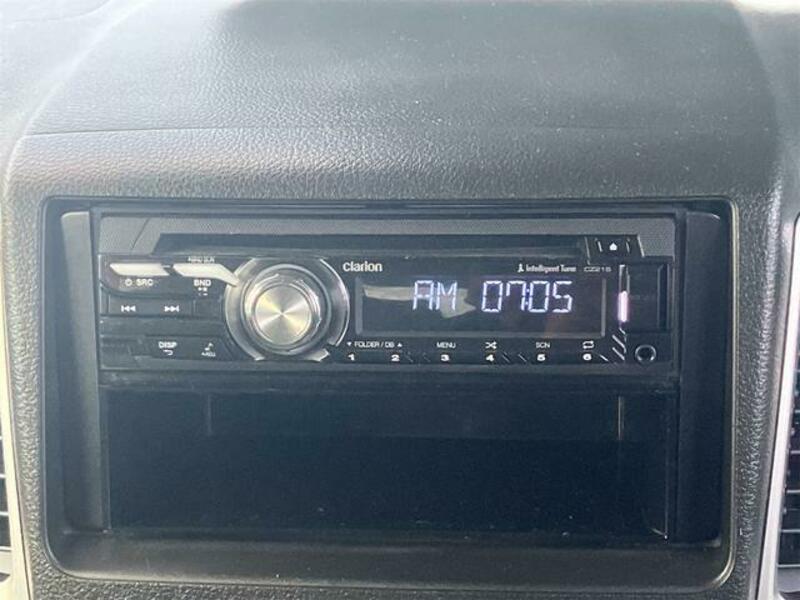 clarion
Intelligent Tune
CZ215
SRC
BND
AM 07:05
DISP
FOLDER / DB
MENU
SCN
1 2 3 4 5 6